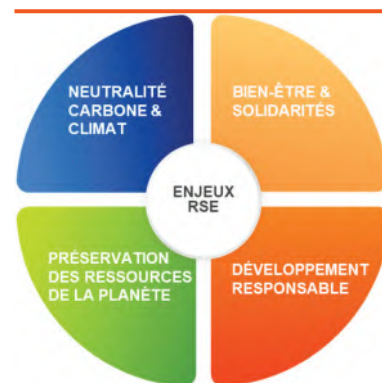 NEUTRALITÉ
CARBONE &
CLIMAT
BIEN-ÊTRE &
SOLIDARITÉS
ENJEUX
RSE
PRÉSERVATION
DES RESSOURCES
DE LA PLANÈTE
DÉVELOPPEMENT
RESPONSABLE